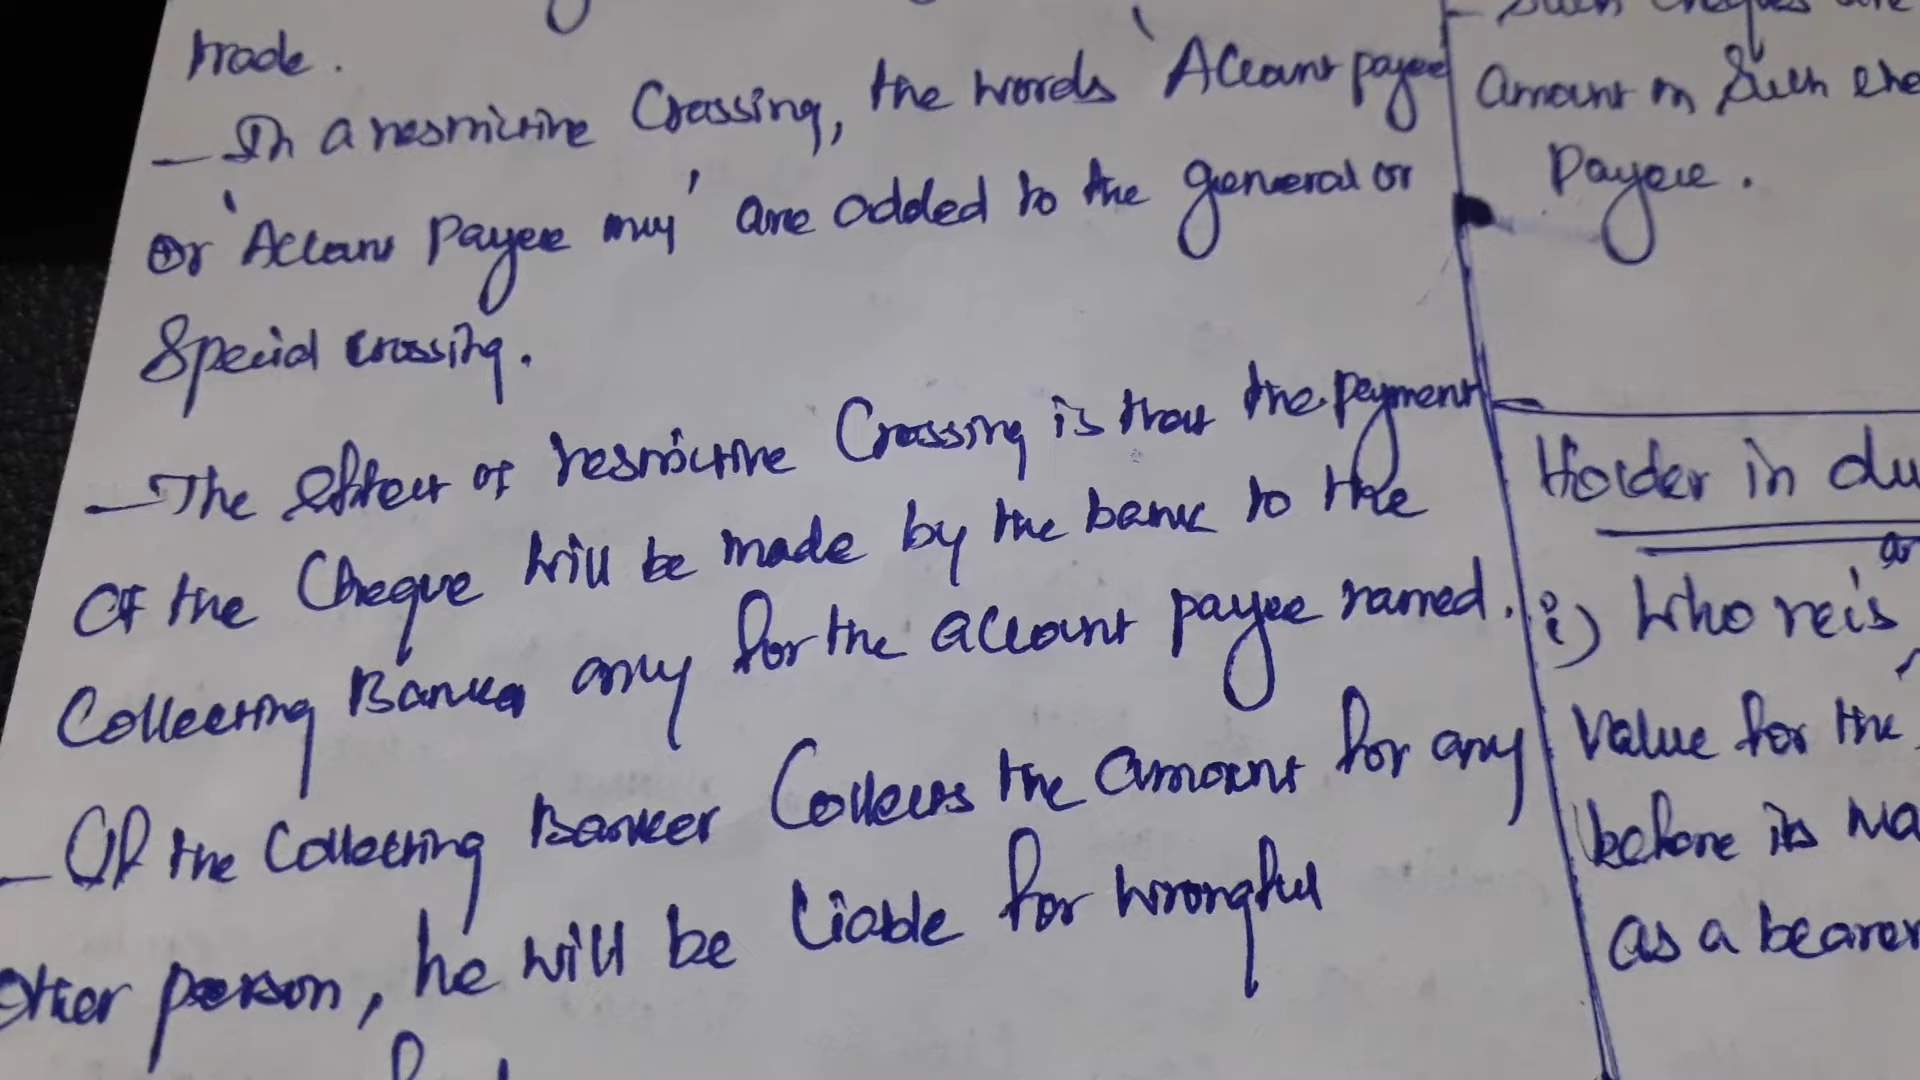 trade.
- In a restrictive Crossing, the words 'Account payee
or 'Account Payee only' are added to the general or
Special crossing.
- The effect of restrictive Crossing is that the payment
of the Cheque will be made by the bank to the
Collecting Banker only for the account payee named.
- If the Collecting Banker Collects the amount for any
other person, he will be liable for wrongful
Such cheques are
amount on such che
Payee.
Holder in du
i) Who
value for the
before its ma
as a bearer